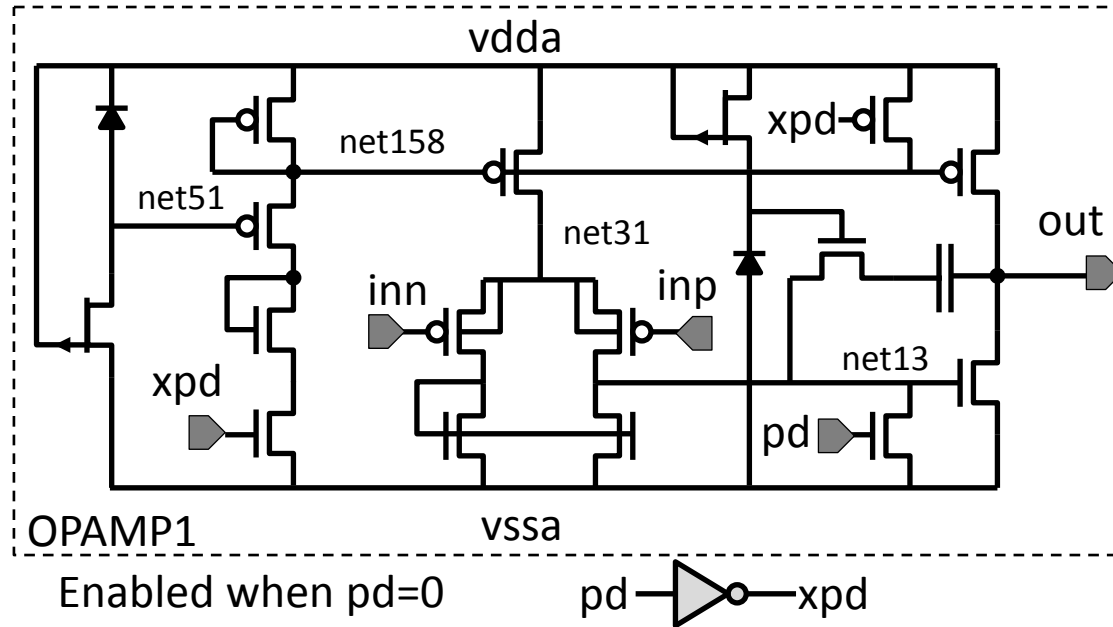 vdda
xpd
net158
net51
net31
out
inn
inp
net13
xpd
pd
vssa
OPAMP1
Enabled when pd=0
pd
xpd